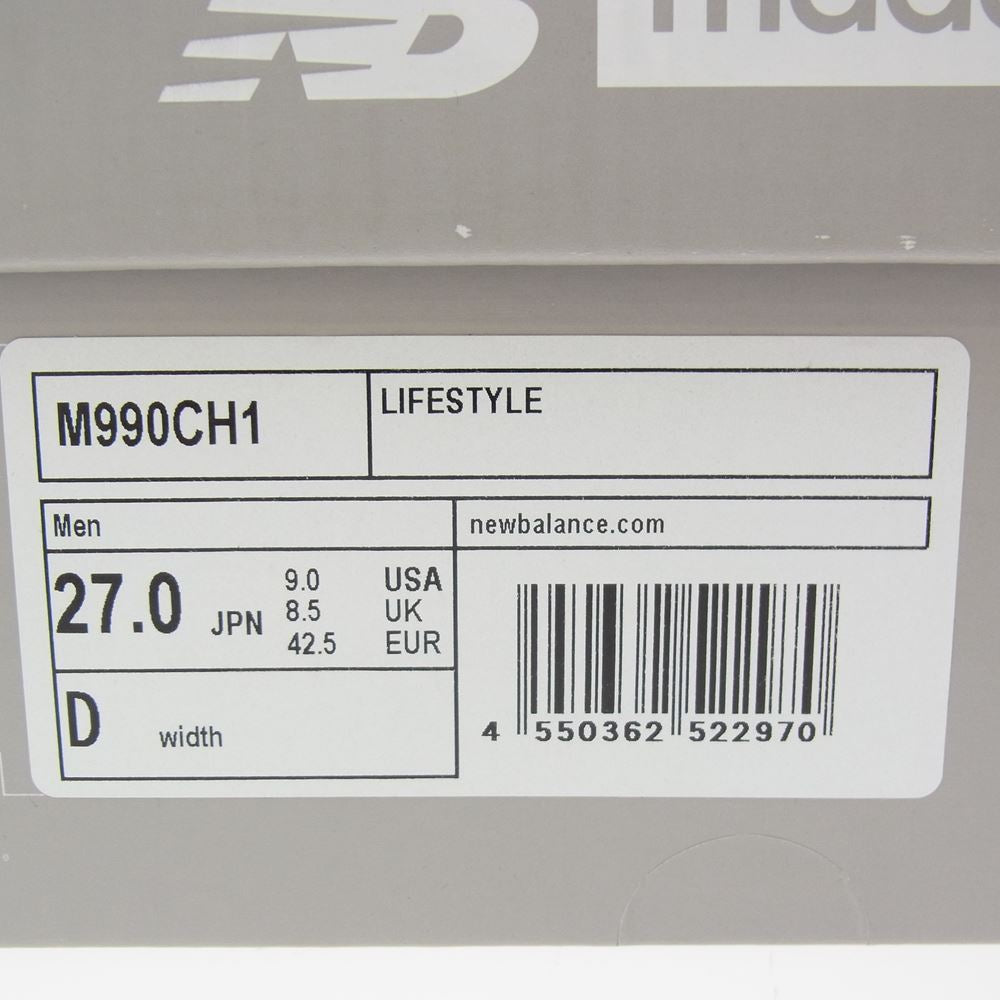 made
M990CH1
LIFESTYLE
Men
newbalance.com
27.0 JPN
9.0 USA
8.5 UK
42.5 EUR
D width
4 550362 522970